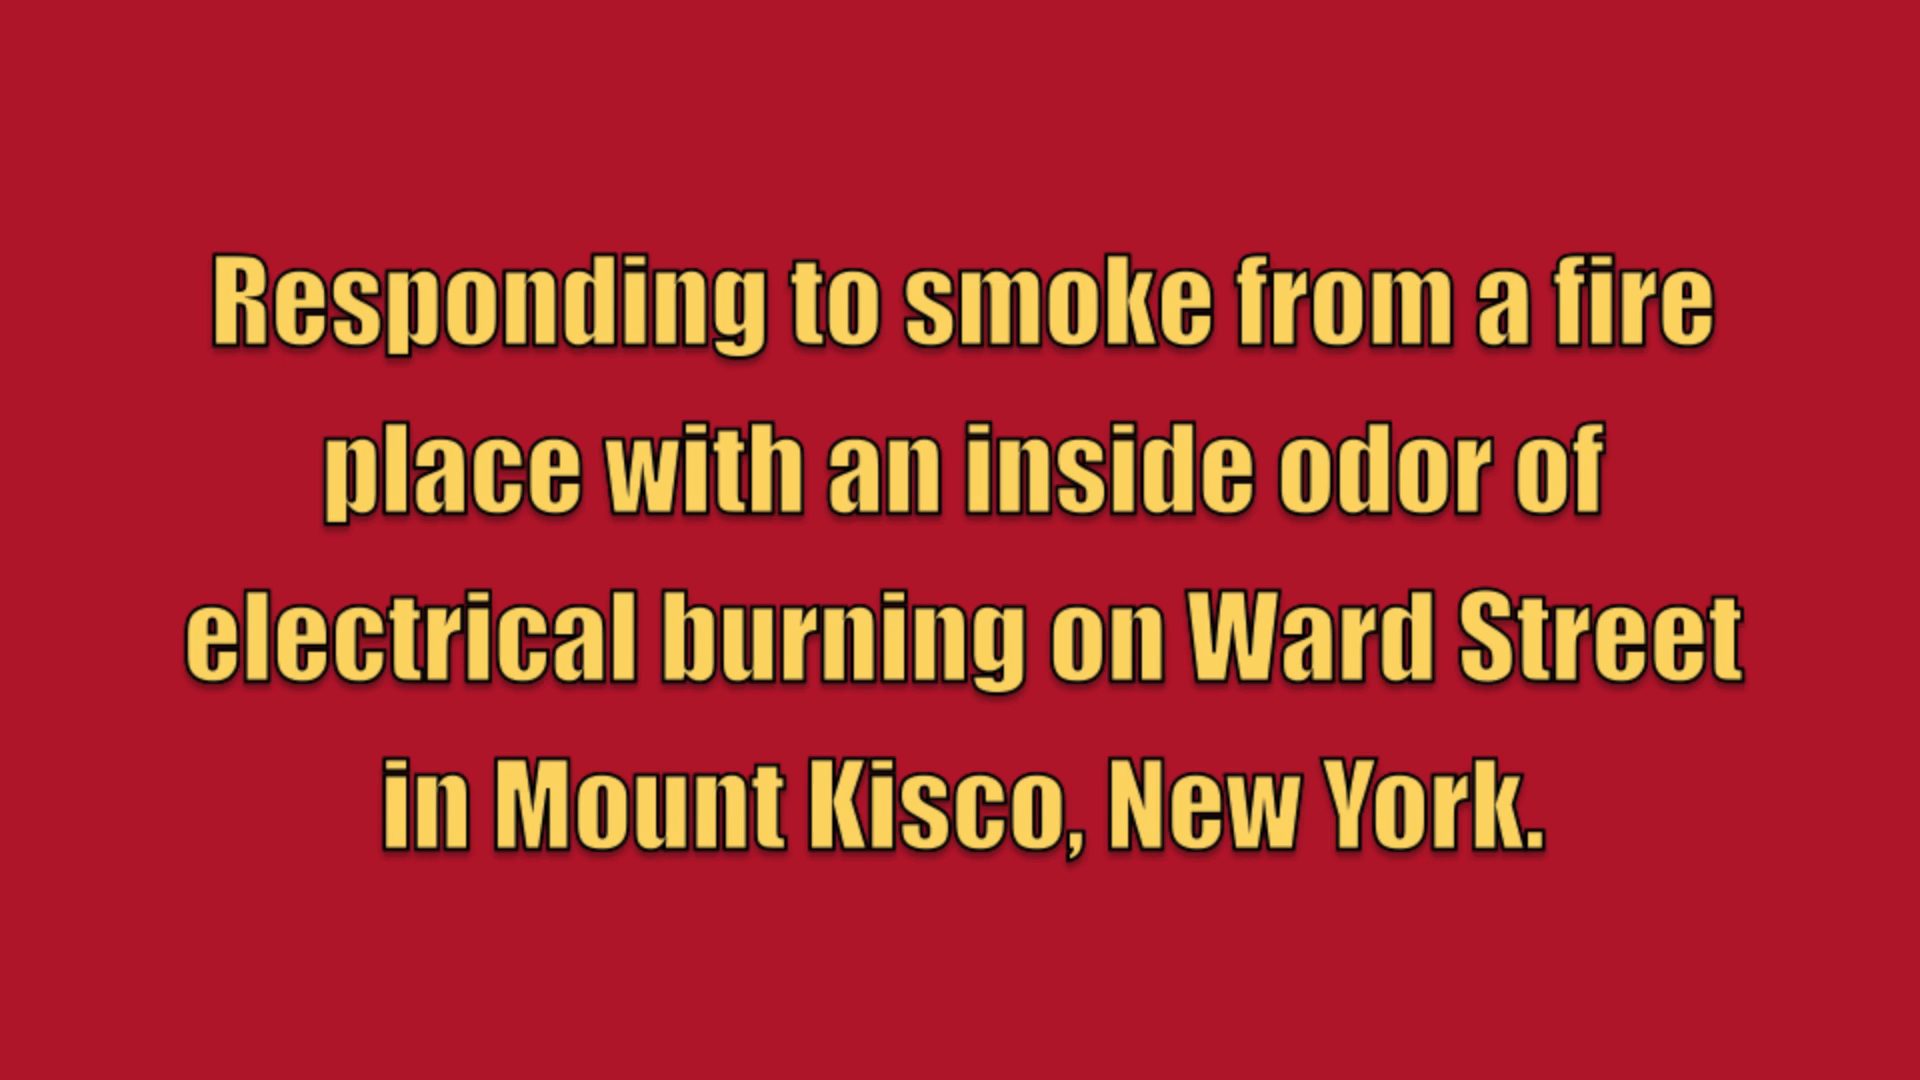 Responding to smoke from a fire
place with an inside odor of
electrical burning on Ward Street
in Mount Kisco, New York.